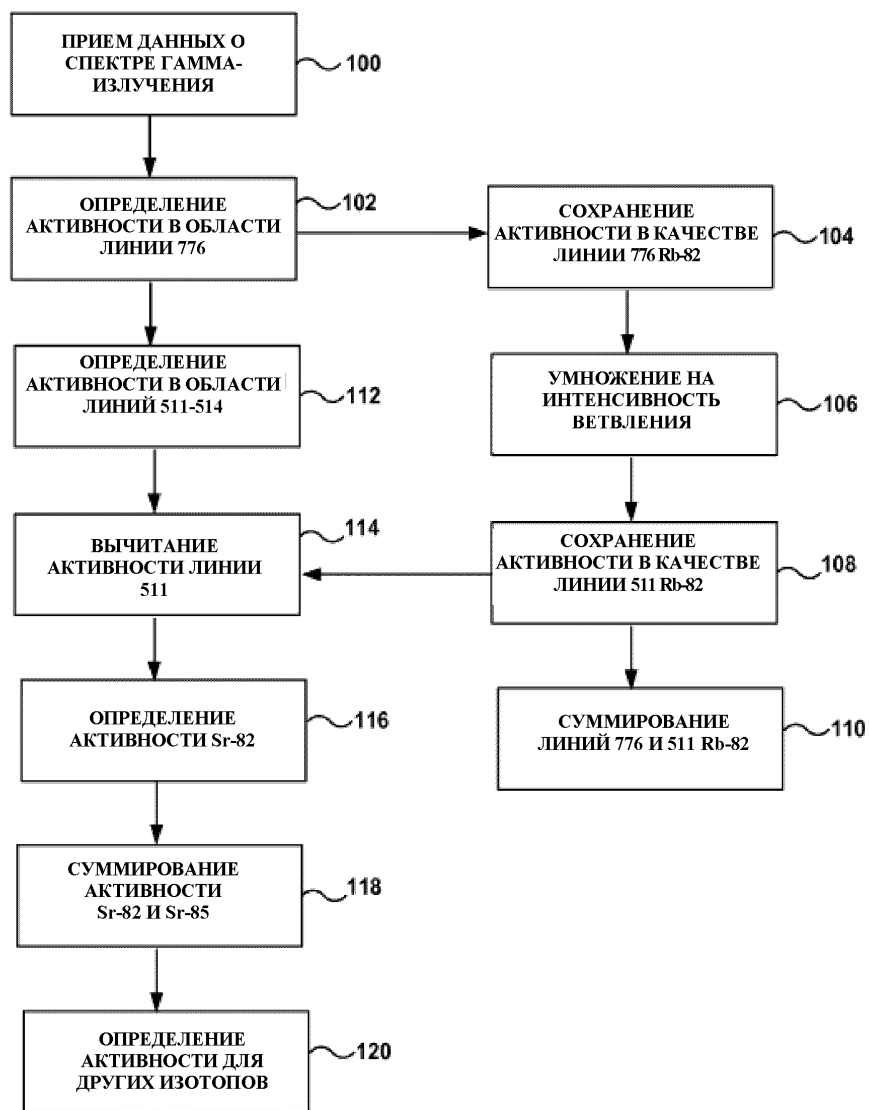 ПРИЕМ ДАННЫХ О
СПЕКТРЕ ГАММА-
ИЗЛУЧЕНИЯ
100
ОПРЕДЕЛЕНИЕ
АКТИВНОСТИ В ОБЛАСТИ
ЛИНИИ 776
102
СОХРАНЕНИЕ
АКТИВНОСТИ В КАЧЕСТВЕ
ЛИНИИ 776 Rb-82
104
ОПРЕДЕЛЕНИЕ
АКТИВНОСТИ В ОБЛАСТИ
ЛИНИЙ 511-514
112
УМНОЖЕНИЕ НА
ИНТЕНСИВНОСТЬ
ВЕТВЛЕНИЯ
106
ВЫЧИТАНИЕ
АКТИВНОСТИ ЛИНИИ
511
114
СОХРАНЕНИЕ
АКТИВНОСТИ В КАЧЕСТВЕ
ЛИНИИ 511 Rb-82
108
ОПРЕДЕЛЕНИЕ
АКТИВНОСТИ Sr-82
116
СУММИРОВАНИЕ
ЛИНИЙ 776 И 511 Rb-82
110
СУММИРОВАНИЕ
АКТИВНОСТИ
Sr-82 И Sr-85
118
ОПРЕДЕЛЕНИЕ
АКТИВНОСТИ ДЛЯ
ДРУГИХ ИЗОТОПОВ
120